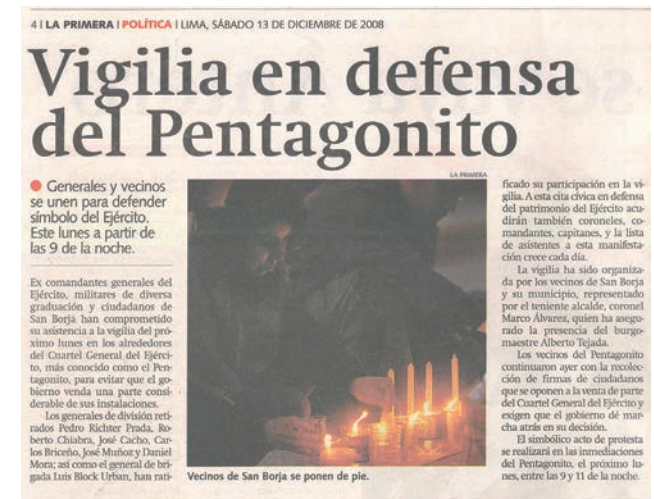 4 I LA PRIMERA I POLÍTICA I LIMA, SÁBADO 13 DE DICIEMBRE DE 2008
Vigilia en defensa
del Pentagonito
Generales y vecinos
se unen para defender
símbolo del Ejército.
Este lunes a partir de
las 9 de la noche.
Ex comandantes generales del
Ejército, militares de diversa
graduación y ciudadanos de
San Borja han comprometido
su asistencia a la vigilia del pró-
ximo lunes en los alrededores
del Cuartel General del Ejérci-
to, más conocido como el Pen-
tagonito, para evitar que el go-
bierno venda una parte consi-
derable de sus instalaciones.
Los generales de división reti-
rados Pedro Richter Prada, Ro-
berto Chiabra, José Cacho, Car-
los Briceño, José Muñoz y Daniel
Mora; así como el general de bri-
gada Luis Block Urban, han rati-
LA PRIMERA
Vecinos de San Borja se ponen de pie.
ficado su participación en la vi-
gilia. A esta cita cívica en defensa
del patrimonio del Ejército acu-
dirán también coroneles, co-
mandantes, capitanes, y la lista
de asistentes a esta manifesta-
ción crece cada día.
La vigilia ha sido organiza-
da por los vecinos de San Borja
y su municipio, representado
por el teniente alcalde, coronel
Marco Álvarez, quien ha asegu-
rado la presencia del burgo-
maestre Alberto Tejada.
Los vecinos del Pentagonito
continuaron ayer con la recolec-
ción de firmas de ciudadanos
que se oponen a la venta de parte
del Cuartel General del Ejército y
exigen que el gobierno dé mar-
cha atrás en su decisión.
El simbólico acto de protesta
se realizará en las inmediaciones
del Pentagonito, el próximo lu-
nes, entre las 9 y 11 de la noche.